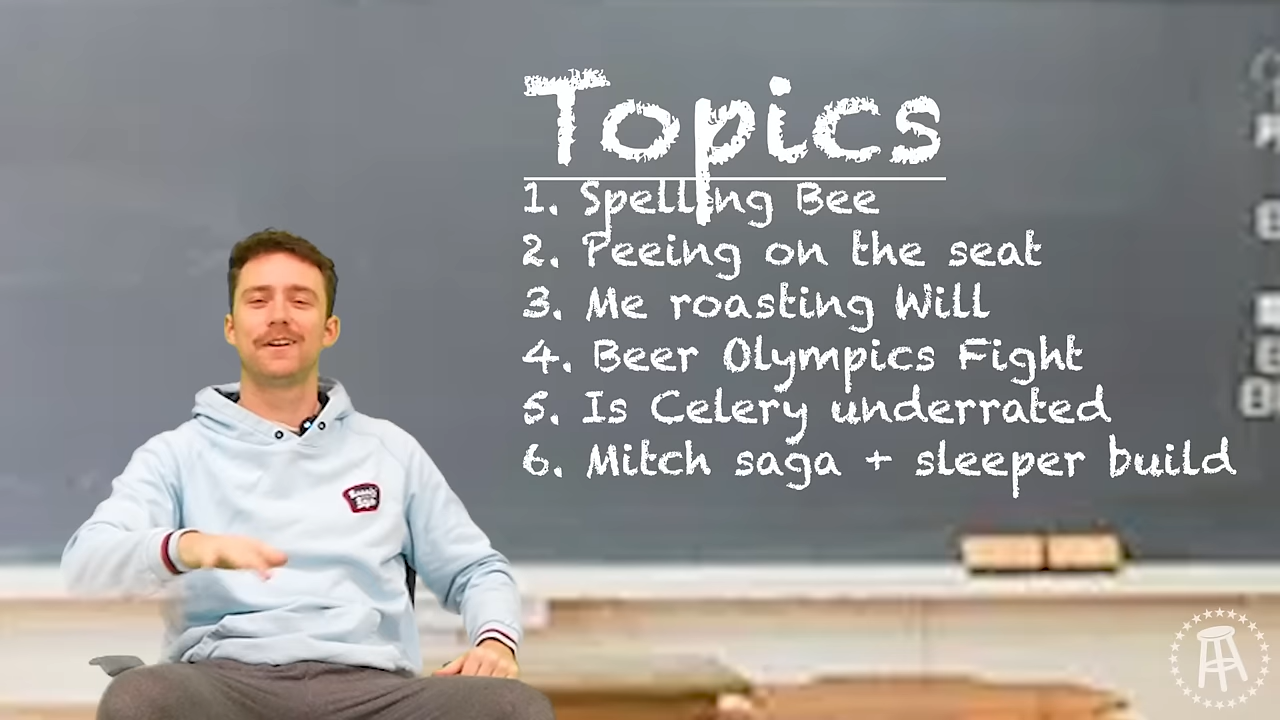 Topics
1. Spelling Bee
2. Peeing on the seat
3. Me roasting Will
4. Beer Olympics Fight
5. Is Celery underrated
6. Mitch saga + sleeper build